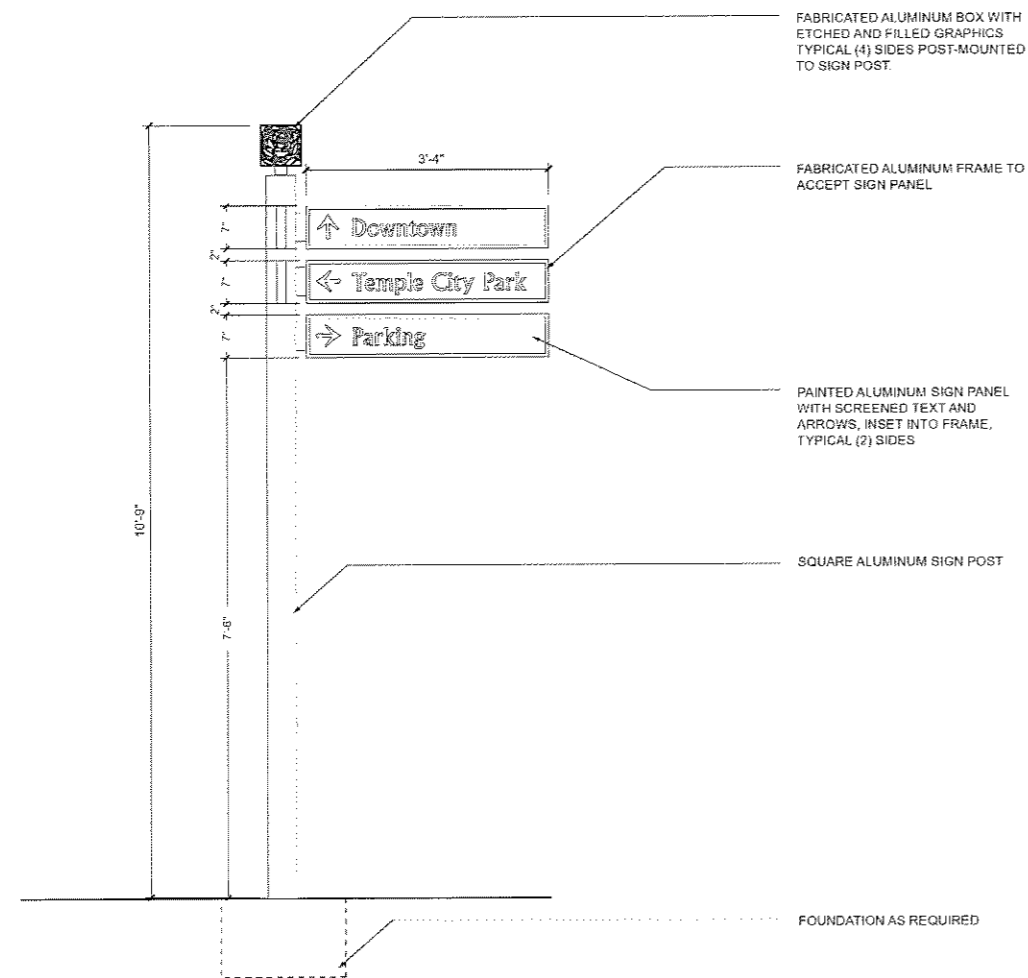 FABRICATED ALUMINUM BOX WITH
ETCHED AND FILLED GRAPHICS
TYPICAL (4) SIDES POST-MOUNTED
TO SIGN POST.
3'-4"
FABRICATED ALUMINUM FRAME TO
ACCEPT SIGN PANEL
7"
Downtown
2"
7"
Temple City Park
2"
7"
Parking
PAINTED ALUMINUM SIGN PANEL
WITH SCREENED TEXT AND
ARROWS, INSET INTO FRAME,
TYPICAL (2) SIDES
10'-9"
SQUARE ALUMINUM SIGN POST
7'-6"
FOUNDATION AS REQUIRED